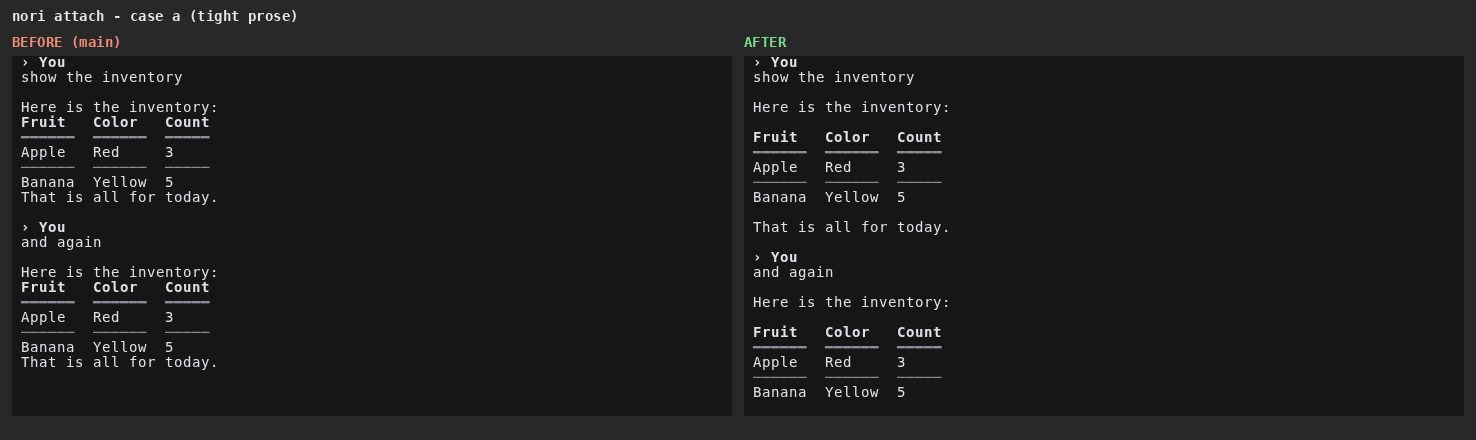 nori attach - case a (tight prose)
BEFORE (main)
› You
show the inventory
Here is the inventory:
Fruit Color Count
Apple Red 3
Banana Yellow 5
That is all for today.
› You
and again
Here is the inventory:
Fruit Color Count
Apple Red 3
Banana Yellow 5
That is all for today.
AFTER
› You
show the inventory
Here is the inventory:
Fruit Color Count
Apple Red 3
Banana Yellow 5
That is all for today.
› You
and again
Here is the inventory:
Fruit Color Count
Apple Red 3
Banana Yellow 5